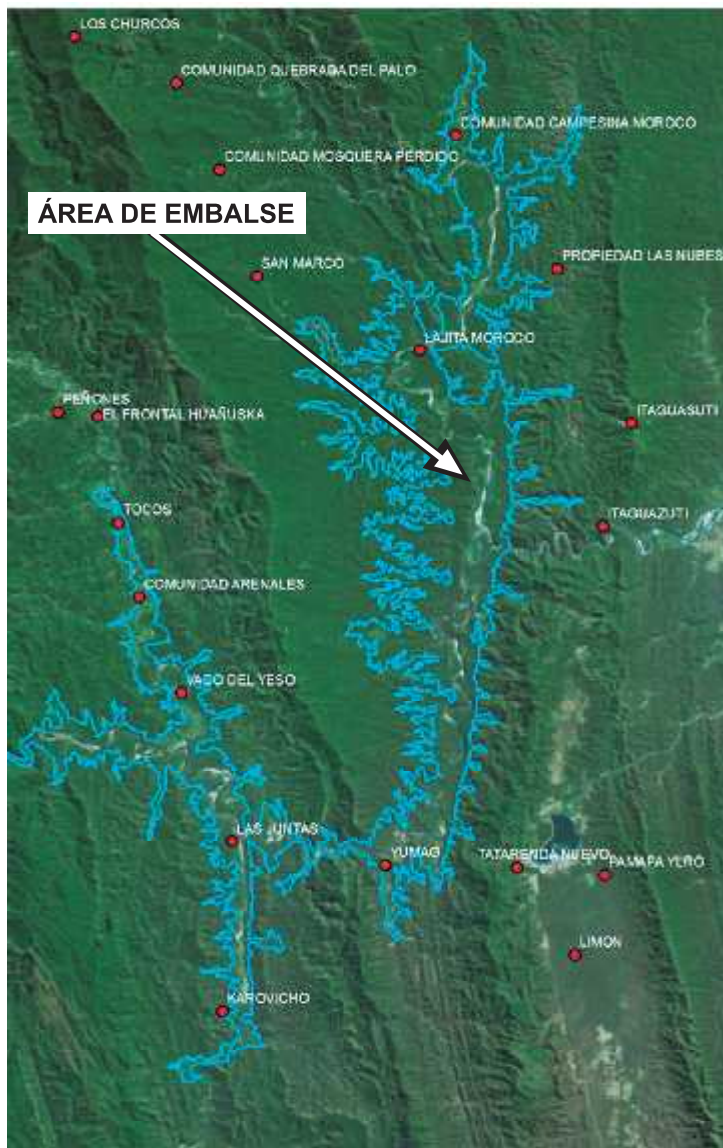 LOS CHURCOS
COMUNIDAD QUEBRADA DEL PALO
COMUNIDAD CAMPESINA MOROCO
COMUNIDAD MOSQUERA PERDIDO
ÁREA DE EMBALSE
SAN MARCO
PROPIEDAD LAS NUBES
LAJITA MOROCO
PEÑONES
EL FRONTAL HUAÑUSKA
ITAGUASUTI
TOCOS
ITAGUAZUTI
COMUNIDAD ARENALES
VADO DEL YESO
LAS JUNTAS
YUMAO
TATARENDA NUEVO
PAMAPA YURO
LIMON
KAROVICHO